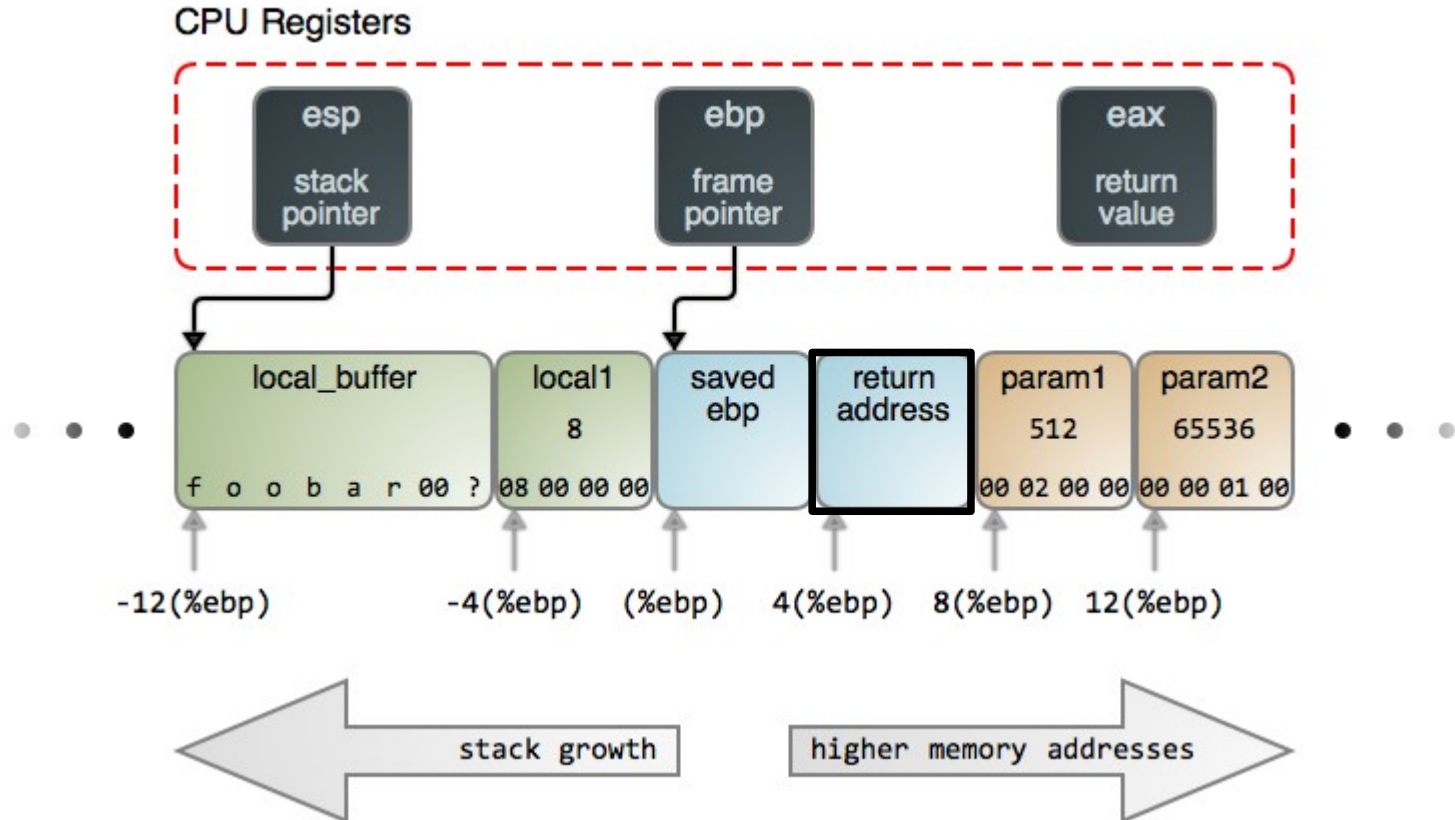 CPU Registers
esp
stack
pointer
ebp
frame
pointer
eax
return
value
local_buffer
f o o b a r 00 ?
local1
8
08 00 00 00
saved
ebp
return
address
param1
512
00 02 00 00
param2
65536
00 00 01 00
-12(%ebp)
-4(%ebp)
(%ebp)
4(%ebp)
8(%ebp)
12(%ebp)
stack growth
higher memory addresses